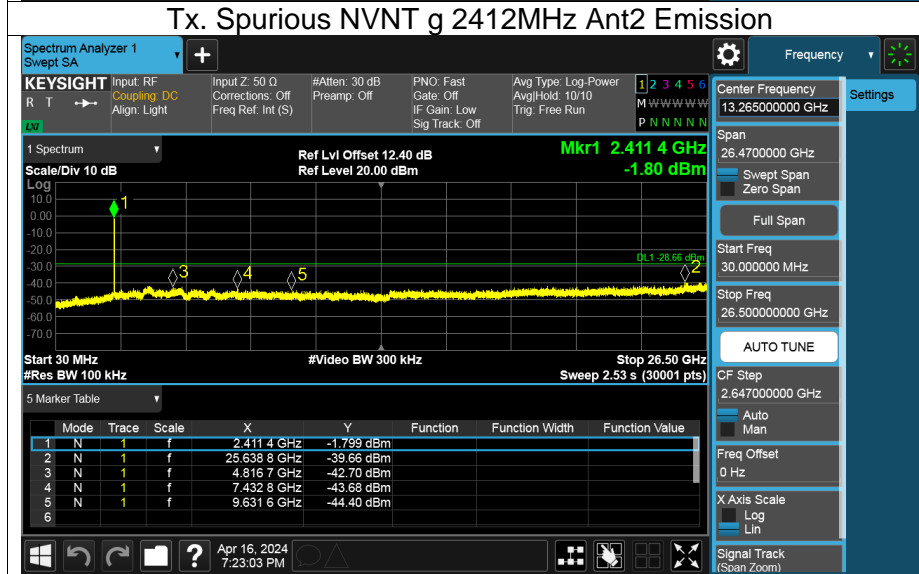 Tx. Spurious NVNT g 2412MHz Ant2 Emission
Spectrum Analyzer 1
Swept SA
+
Frequency
KEYSIGHT
R T
LXI
Input: RF
Coupling: DC
Align: Light
Input Z: 50 Ω
Corrections: Off
Freq Ref: Int (S)
#Atten: 30 dB
Preamp: Off
PNO: Fast
Gate: Off
IF Gain: Low
Sig Track: Off
Avg Type: Log-Power
Avg|Hold: 10/10
Trig: Free Run
1 2 3 4 5 6
M W W W W W
P N N N N N
Center Frequency
13.265000000 GHz
Settings
Span
26.4700000 GHz
Swept Span
Zero Span
Full Span
Start Freq
30.000000 MHz
Stop Freq
26.500000000 GHz
AUTO TUNE
CF Step
2.647000000 GHz
Auto
Man
Freq Offset
0 Hz
X Axis Scale
Log
Lin
Signal Track
(Span Zoom)
1 Spectrum
Scale/Div 10 dB
Ref Lvl Offset 12.40 dB
Ref Level 20.00 dBm
Mkr1 2.411 4 GHz
-1.80 dBm
Log
10.0
0.00
-10.0
-20.0
-30.0
-40.0
-50.0
-60.0
-70.0
1
3
4
5
2
DL1 -28.66 dBm
Start 30 MHz
#Res BW 100 kHz
#Video BW 300 kHz
Stop 26.50 GHz
Sweep 2.53 s (30001 pts)
5 Marker Table
Mode Trace Scale X Y Function Function Width Function Value
1 N 1 f 2.411 4 GHz -1.799 dBm
2 N 1 f 25.638 8 GHz -39.66 dBm
3 N 1 f 4.816 7 GHz -42.70 dBm
4 N 1 f 7.432 8 GHz -43.68 dBm
5 N 1 f 9.631 6 GHz -44.40 dBm
6
?
Apr 16, 2024
7:23:03 PM